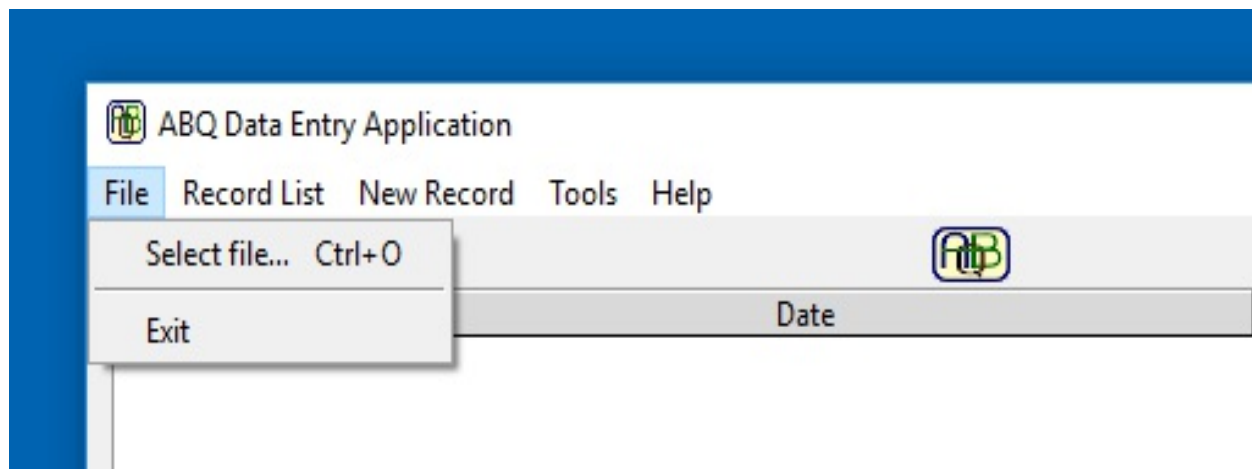 ABQ Data Entry Application
File Record List New Record Tools Help
Select file... Ctrl+O
Exit
Date